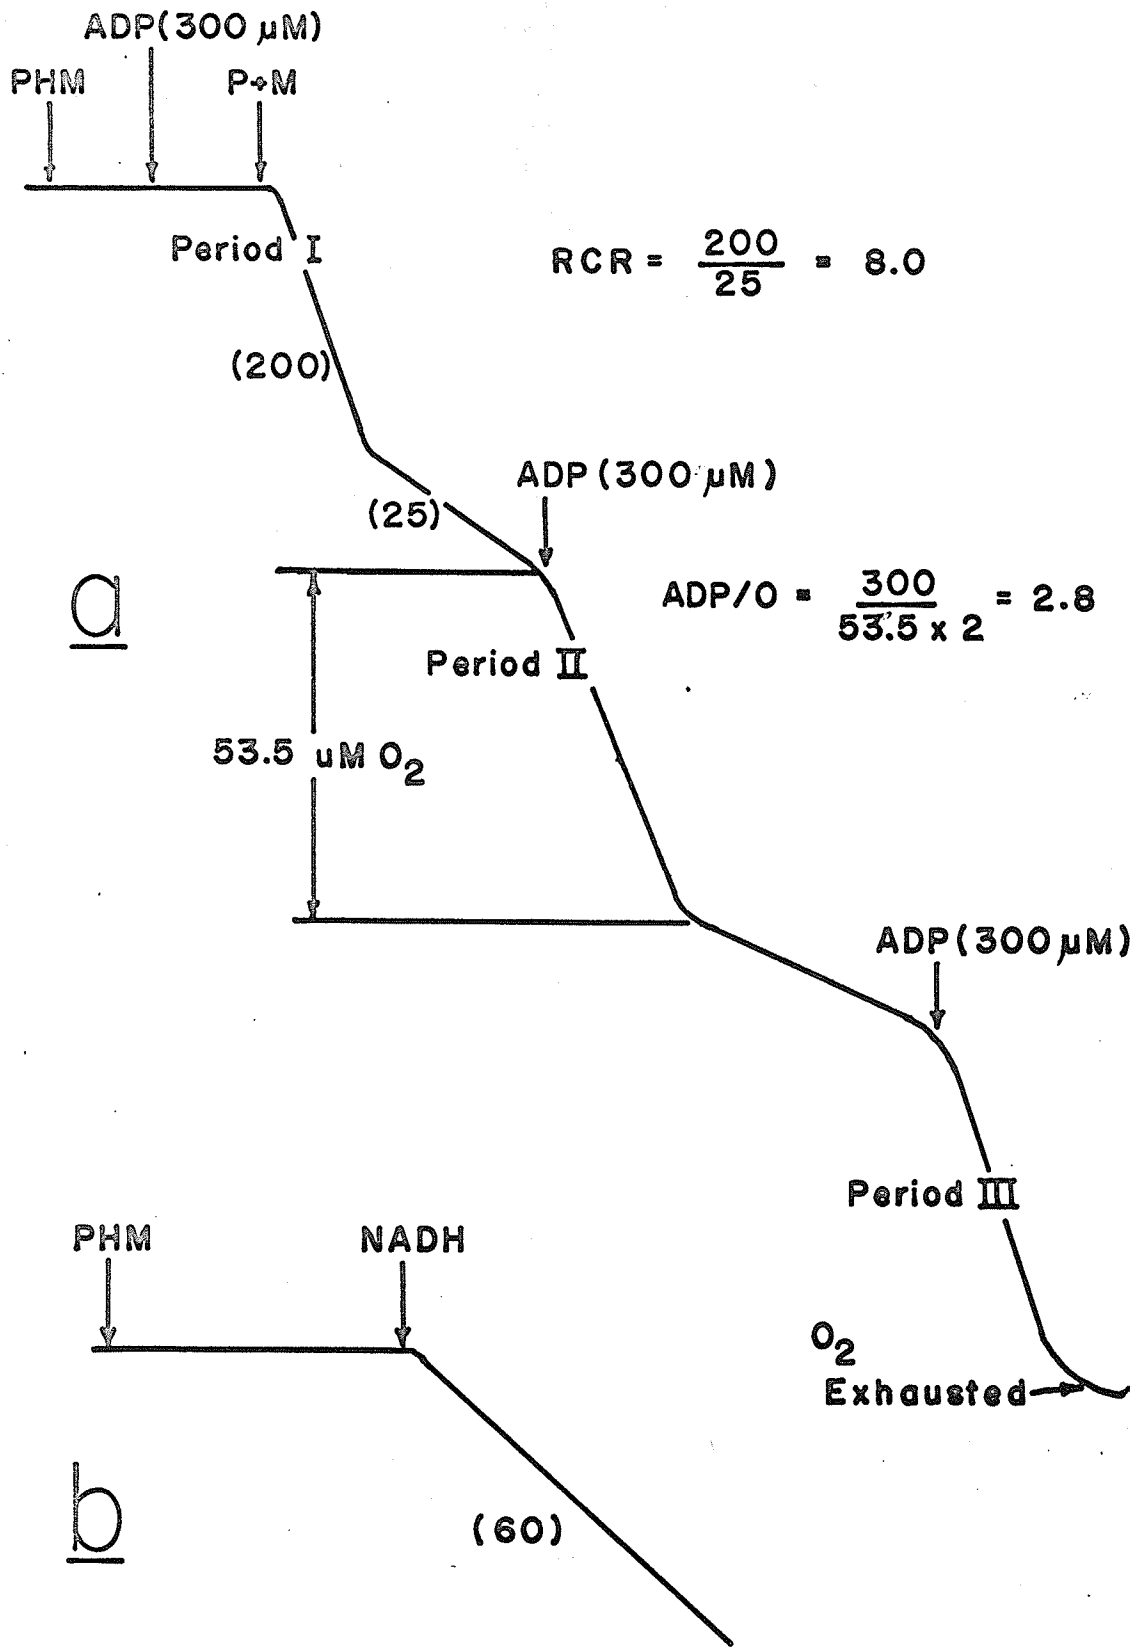 ADP(300 µM)
PHM
P+M
Period I
RCR = 200/25 = 8.0
(200)
ADP(300 µM)
(25)
a
ADP/O = 300/53.5 x 2 = 2.8
Period II
53.5 uM O2
ADP(300 µM)
Period III
PHM
NADH
O2
Exhausted
b
(60)